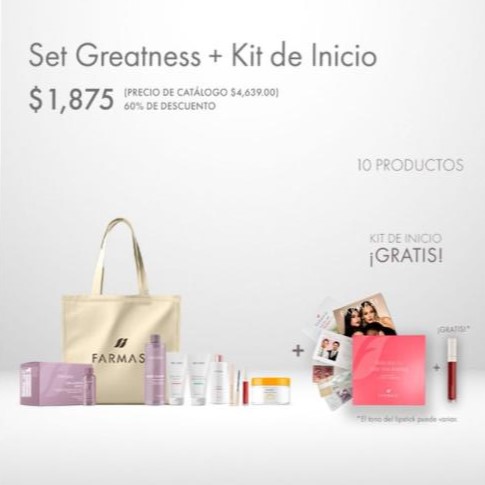 Set Greatness + Kit de Inicio
$1,875 (PRECIO DE CATÁLOGO $4,639.00)
60% DE DESCUENTO
10 PRODUCTOS
KIT DE INICIO
¡GRATIS!
¡GRATIS!*
+
+
FARMAS
*El tono del lipstick puede variar.